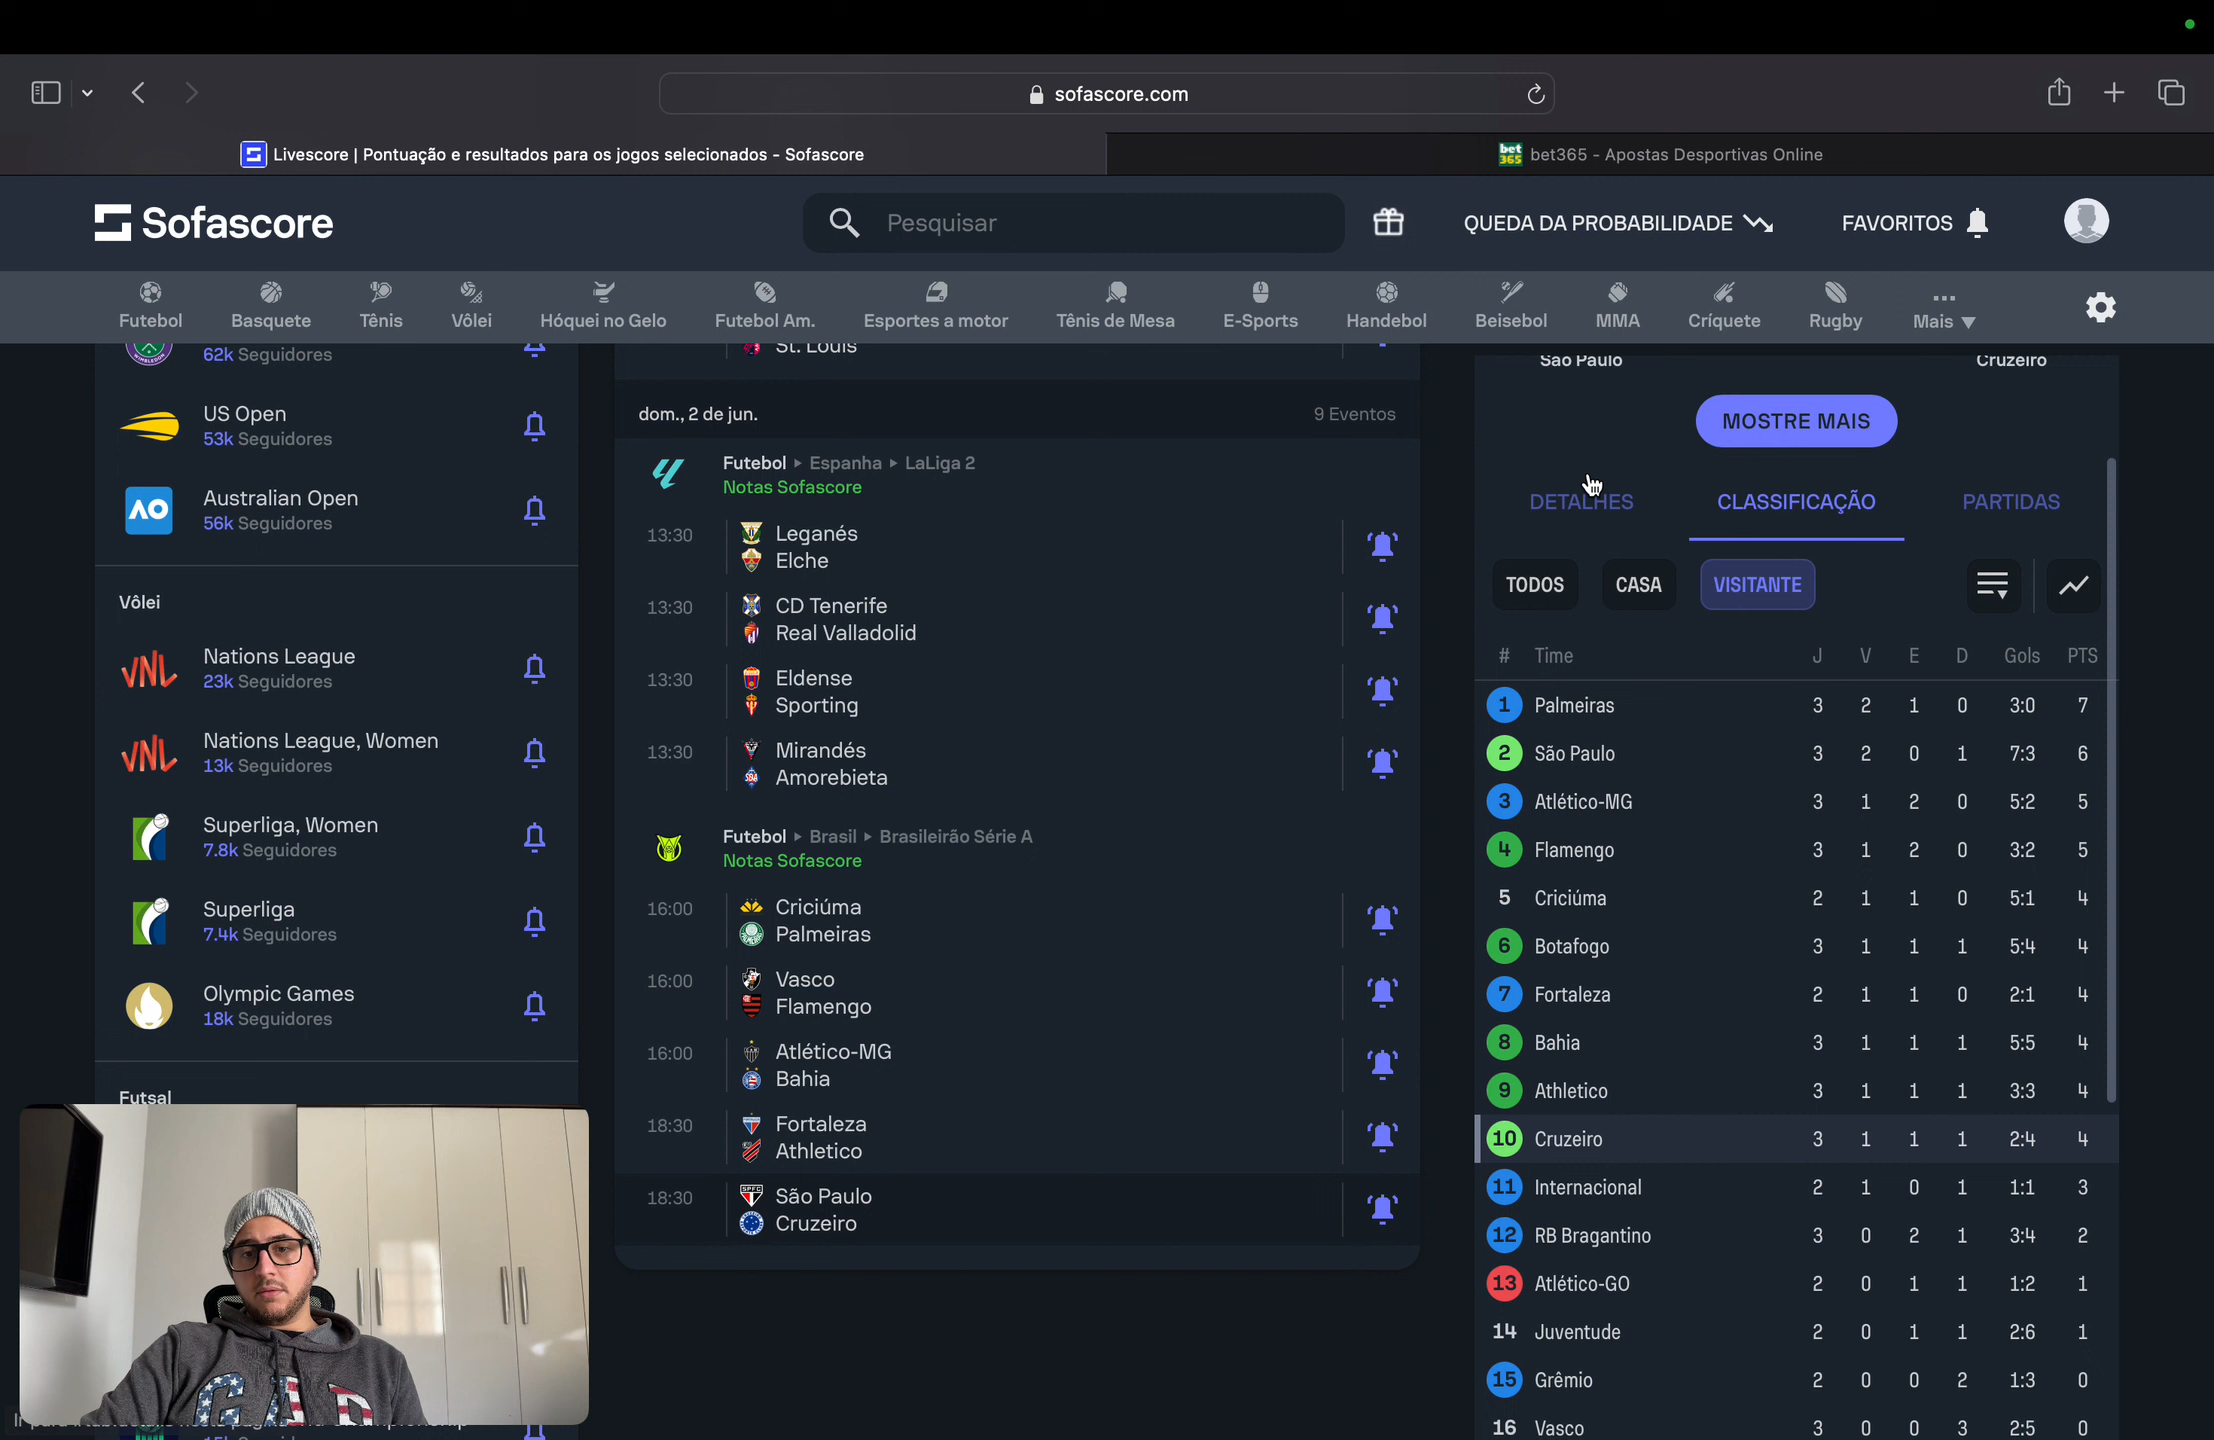 sofascore.com
Livescore | Pontuação e resultados para os jogos selecionados - Sofascore
bet365
bet365 - Apostas Desportivas Online
Sofascore
Pesquisar
QUEDA DA PROBABILIDADE
FAVORITOS
Futebol
Basquete
Tênis
Vôlei
Hóquei no Gelo
Futebol Am.
Esportes a motor
Tênis de Mesa
E-Sports
Handebol
Beisebol
MMA
Críquete
Rugby
Mais
62k Seguidores
US Open
53k Seguidores
AO
Australian Open
56k Seguidores
Vôlei
VNL
Nations League
23k Seguidores
VNL
Nations League, Women
13k Seguidores
Superliga, Women
7.8k Seguidores
Superliga
7.4k Seguidores
Olympic Games
18k Seguidores
Futsal
St. Louis
dom., 2 de jun.
9 Eventos
Futebol Espanha LaLiga 2
Notas Sofascore
13:30
Leganés
Elche
13:30
CD Tenerife
Real Valladolid
13:30
Eldense
Sporting
13:30
Mirandés
Amorebieta
Futebol Brasil Brasileirão Série A
Notas Sofascore
16:00
Criciúma
Palmeiras
16:00
Vasco
Flamengo
16:00
Atlético-MG
Bahia
18:30
Fortaleza
Athletico
18:30
São Paulo
Cruzeiro
São Paulo
Cruzeiro
MOSTRE MAIS
DETALHES
CLASSIFICAÇÃO
PARTIDAS
TODOS
CASA
VISITANTE
# Time J V E D Gols PTS
1 Palmeiras 3 2 1 0 3:0 7
2 São Paulo 3 2 0 1 7:3 6
3 Atlético-MG 3 1 2 0 5:2 5
4 Flamengo 3 1 2 0 3:2 5
5 Criciúma 2 1 1 0 5:1 4
6 Botafogo 3 1 1 1 5:4 4
7 Fortaleza 2 1 1 0 2:1 4
8 Bahia 3 1 1 1 5:5 4
9 Athletico 3 1 1 1 3:3 4
10 Cruzeiro 3 1 1 1 2:4 4
11 Internacional 2 1 0 1 1:1 3
12 RB Bragantino 3 0 2 1 3:4 2
13 Atlético-GO 2 0 1 1 1:2 1
14 Juventude 2 0 1 1 2:6 1
15 Grêmio 2 0 0 2 1:3 0
16 Vasco 3 0 0 3 2:5 0